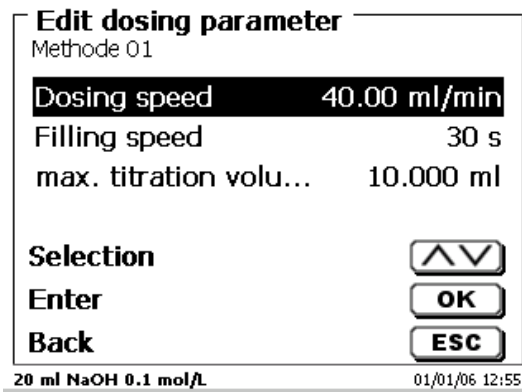 Edit dosing parameter
Methode 01
Dosing speed 40.00 ml/min
Filling speed 30 s
max. titration volu... 10.000 ml
Selection
Enter OK
Back ESC
20 ml NaOH 0.1 mol/L 01/01/06 12:55